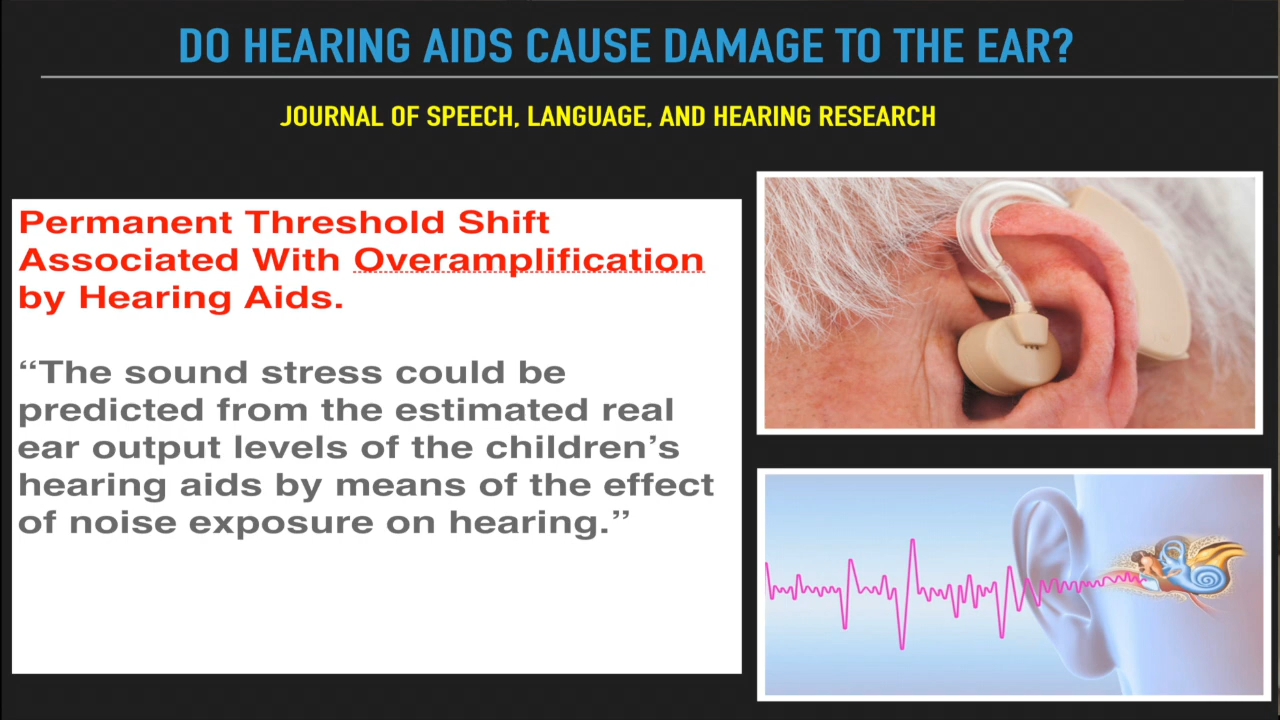 DO HEARING AIDS CAUSE DAMAGE TO THE EAR?
JOURNAL OF SPEECH, LANGUAGE, AND HEARING RESEARCH
Permanent Threshold Shift
Associated With Overamplification
by Hearing Aids.
“The sound stress could be
predicted from the estimated real
ear output levels of the children’s
hearing aids by means of the effect
of noise exposure on hearing.”